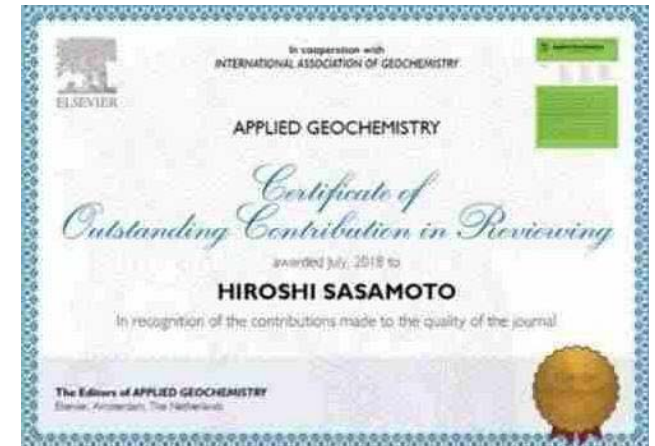 In cooperation with
INTERNATIONAL ASSOCIATION OF GEOCHEMISTRY
ELSEVIER
APPLIED GEOCHEMISTRY
Certificate of
Outstanding Contribution in Reviewing
awarded July, 2018 to
HIROSHI SASAMOTO
In recognition of the contributions made to the quality of the journal
The Editors of APPLIED GEOCHEMISTRY
Elsevier, Amsterdam, The Netherlands